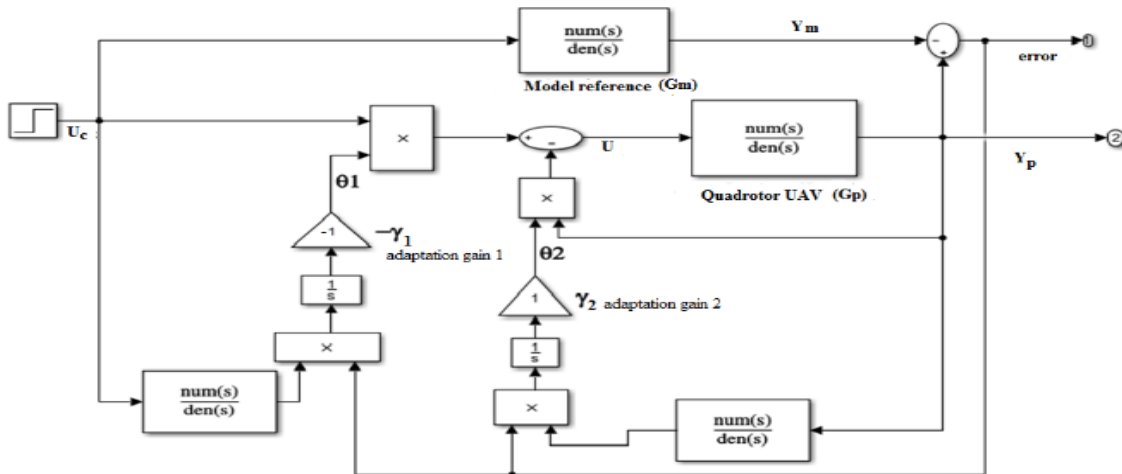 num(s)
den(s)
Model reference (Gm)
Ym
-
+
error
1
Uc
×
+
-
U
num(s)
den(s)
Quadrotor UAV (Gp)
Yp
2
θ1
×
-1
−γ1
adaptation gain 1
θ2
1
s
1
γ2 adaptation gain 2
×
1
s
num(s)
den(s)
×
num(s)
den(s)